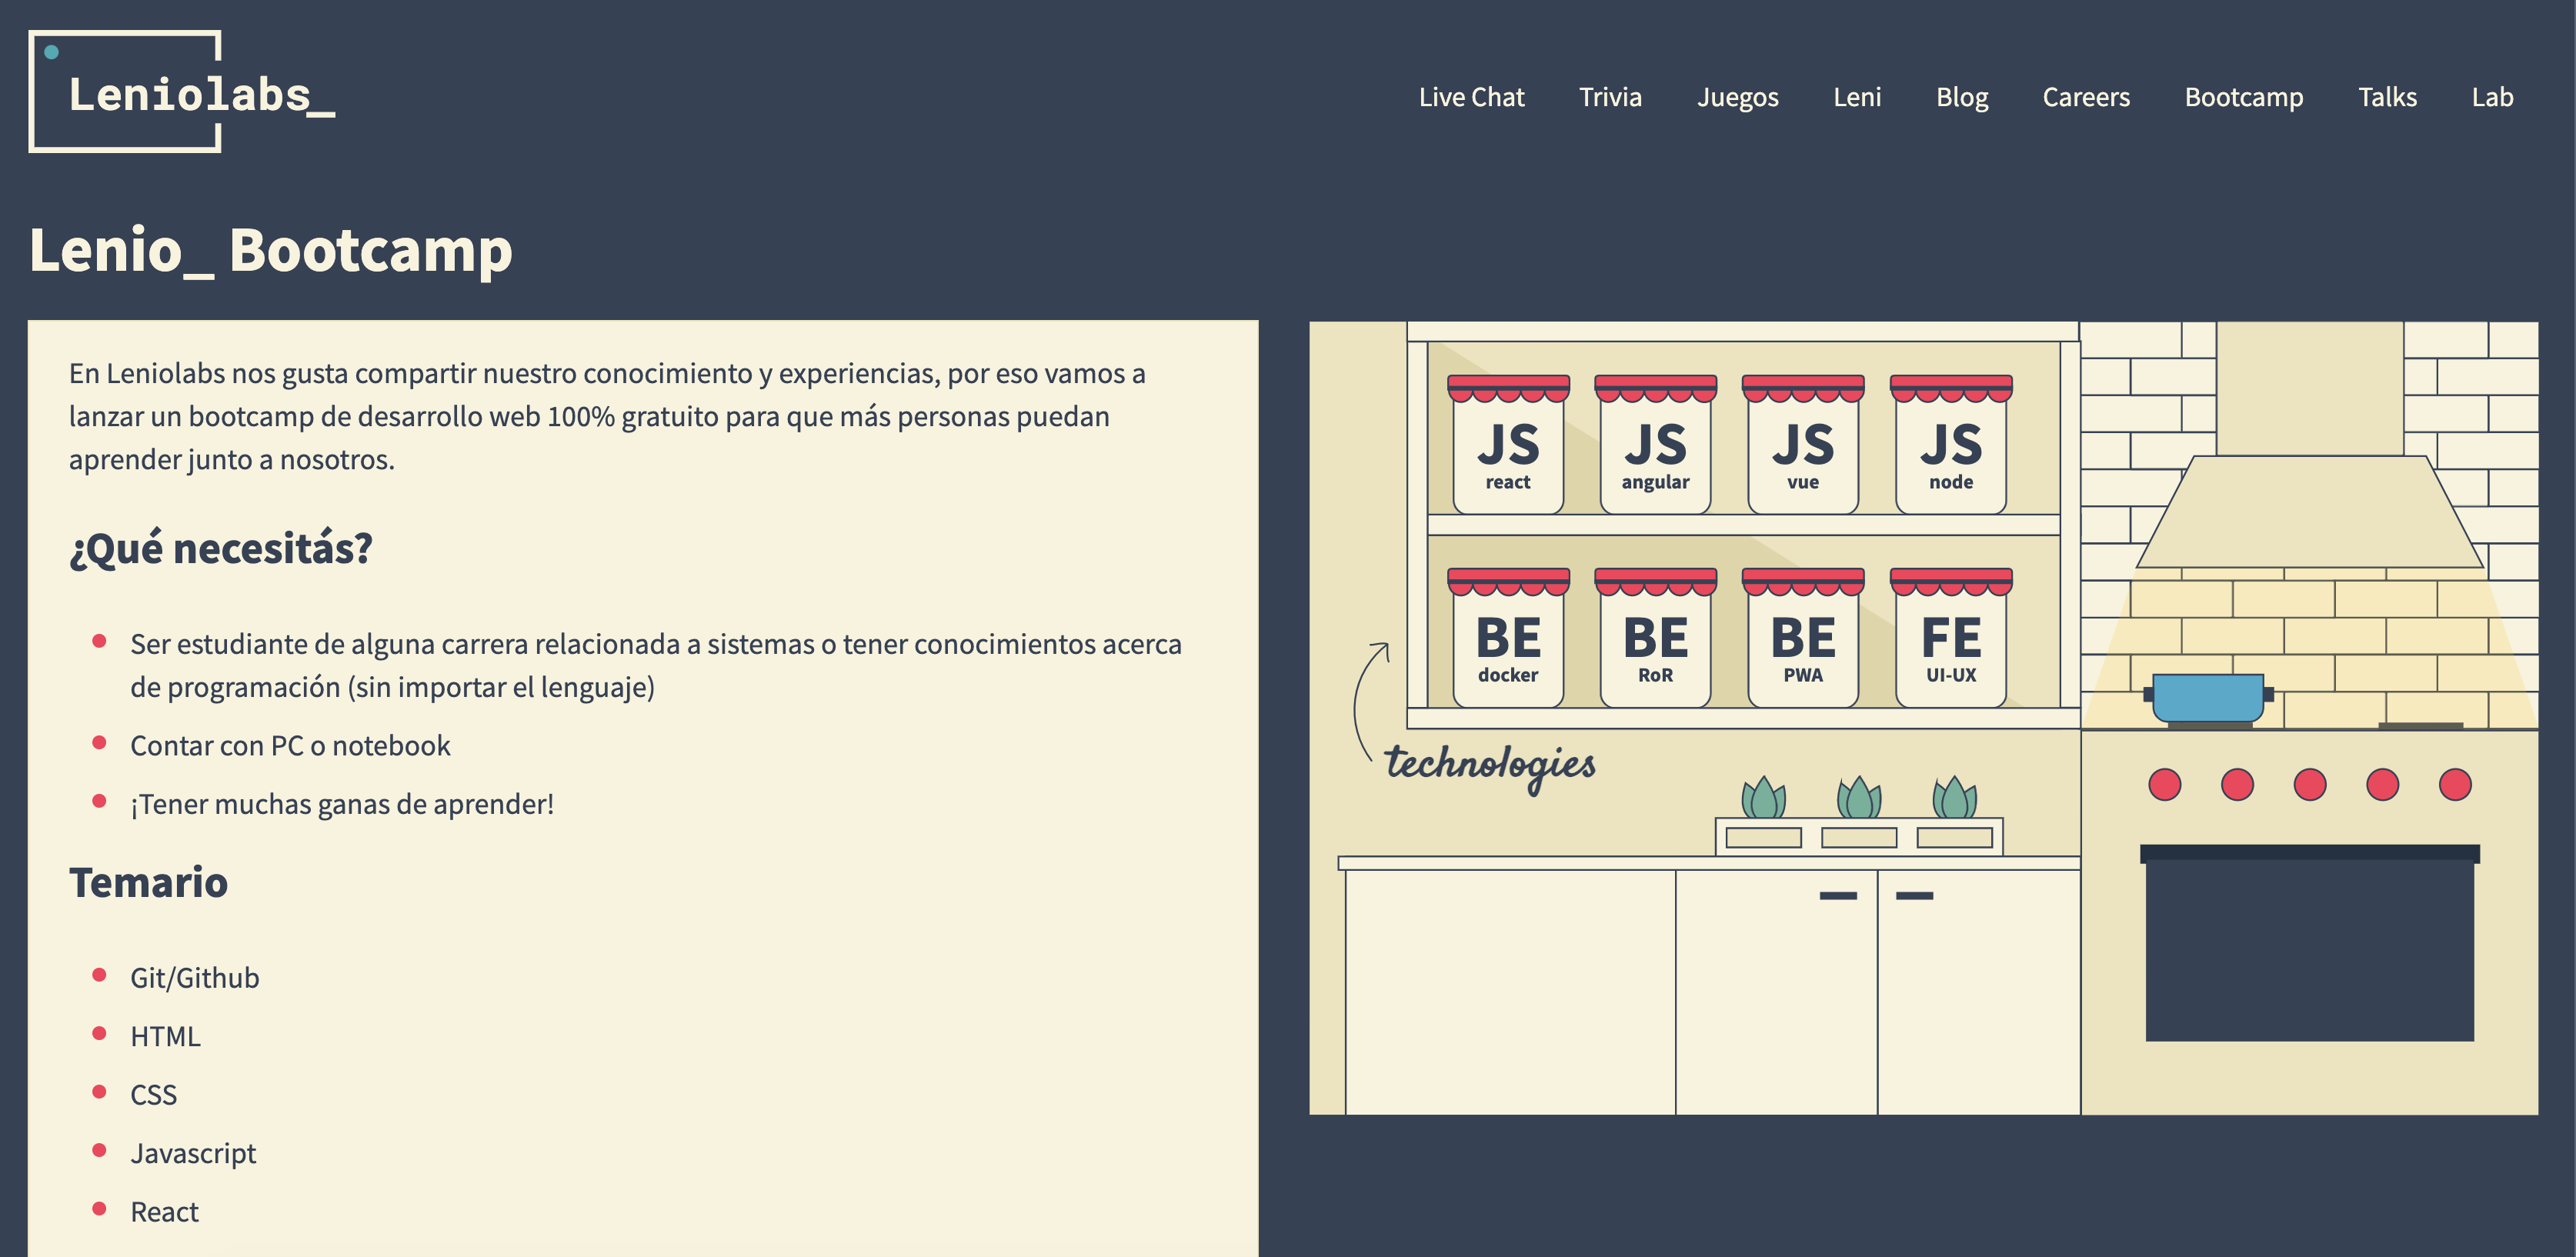 Leniolabs_
Live Chat Trivia Juegos Leni Blog Careers Bootcamp Talks Lab
Lenio_ Bootcamp
En Leniolabs nos gusta compartir nuestro conocimiento y experiencias, por eso vamos a
lanzar un bootcamp de desarrollo web 100% gratuito para que más personas puedan
aprender junto a nosotros.
¿Qué necesitás?
Ser estudiante de alguna carrera relacionada a sistemas o tener conocimientos acerca
de programación (sin importar el lenguaje)
Contar con PC o notebook
¡Tener muchas ganas de aprender!
Temario
Git/Github
HTML
CSS
Javascript
React
JS JS JS JS
react angular vue node
BE BE BE FE
docker RoR PWA UI-UX
technologies